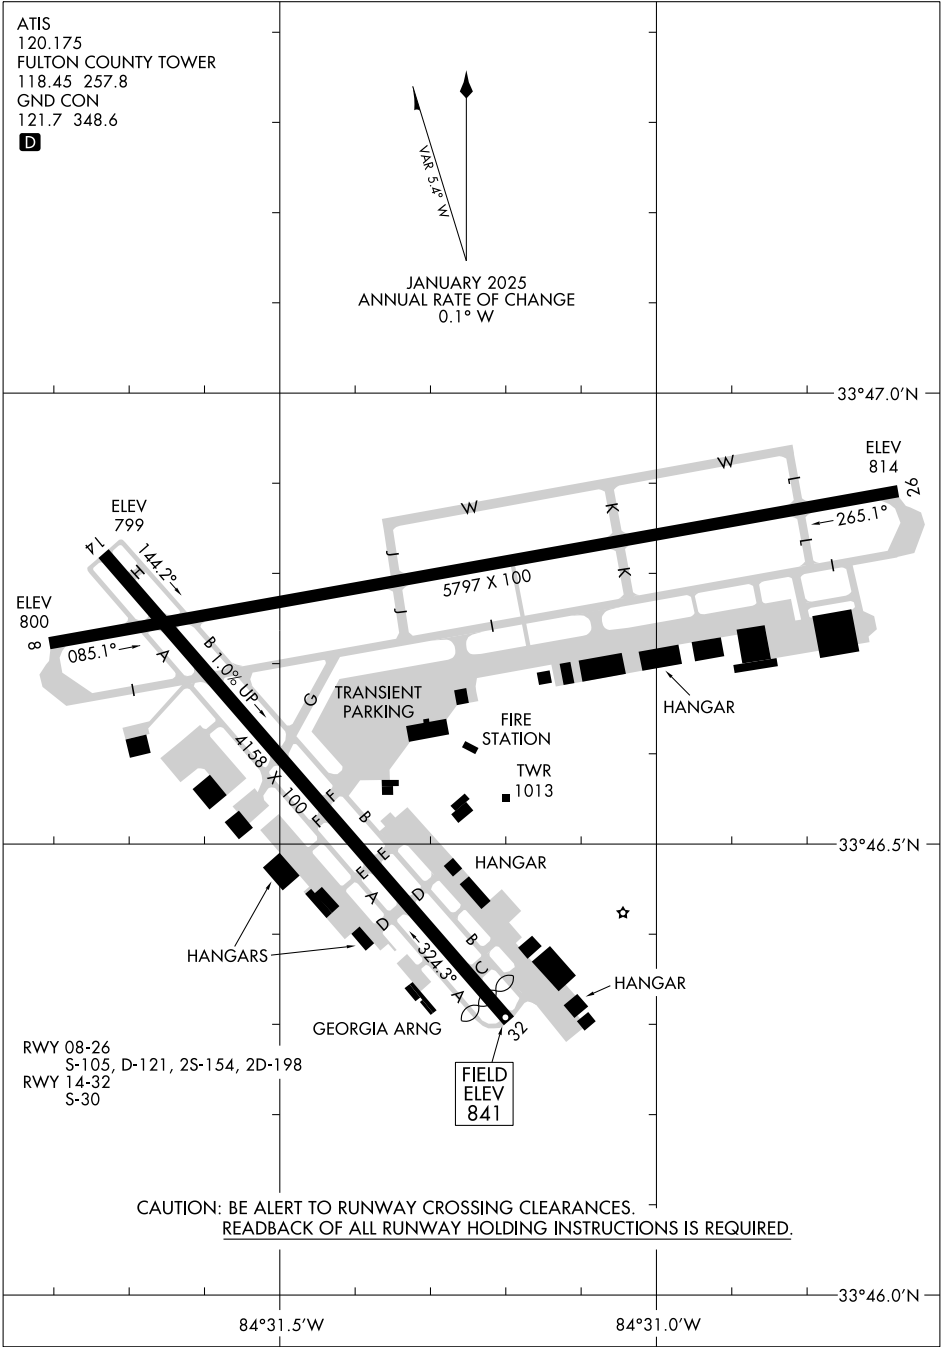 ATIS
120.175
FULTON COUNTY TOWER
118.45 257.8
GND CON
121.7 348.6
D
VAR 5.4° W
JANUARY 2025
ANNUAL RATE OF CHANGE
0.1° W
33°47.0'N
ELEV
814
26
265.1°
W
W
L
L
K
K
J
J
I
I
I
5797 X 100
ELEV
799
14
144.2°
H
ELEV
800
8
085.1°
A
B
1.0% UP
G
TRANSIENT
PARKING
HANGAR
FIRE
STATION
TWR
1013
4158 X 100
F
F
B
E
E
33°46.5'N
HANGAR
A
D
D
B
C
324.3°
A
HANGARS
HANGAR
GEORGIA ARNG
32
RWY 08-26
S-105, D-121, 2S-154, 2D-198
RWY 14-32
S-30
FIELD
ELEV
841
CAUTION: BE ALERT TO RUNWAY CROSSING CLEARANCES.
READBACK OF ALL RUNWAY HOLDING INSTRUCTIONS IS REQUIRED.
33°46.0'N
84°31.5'W
84°31.0'W